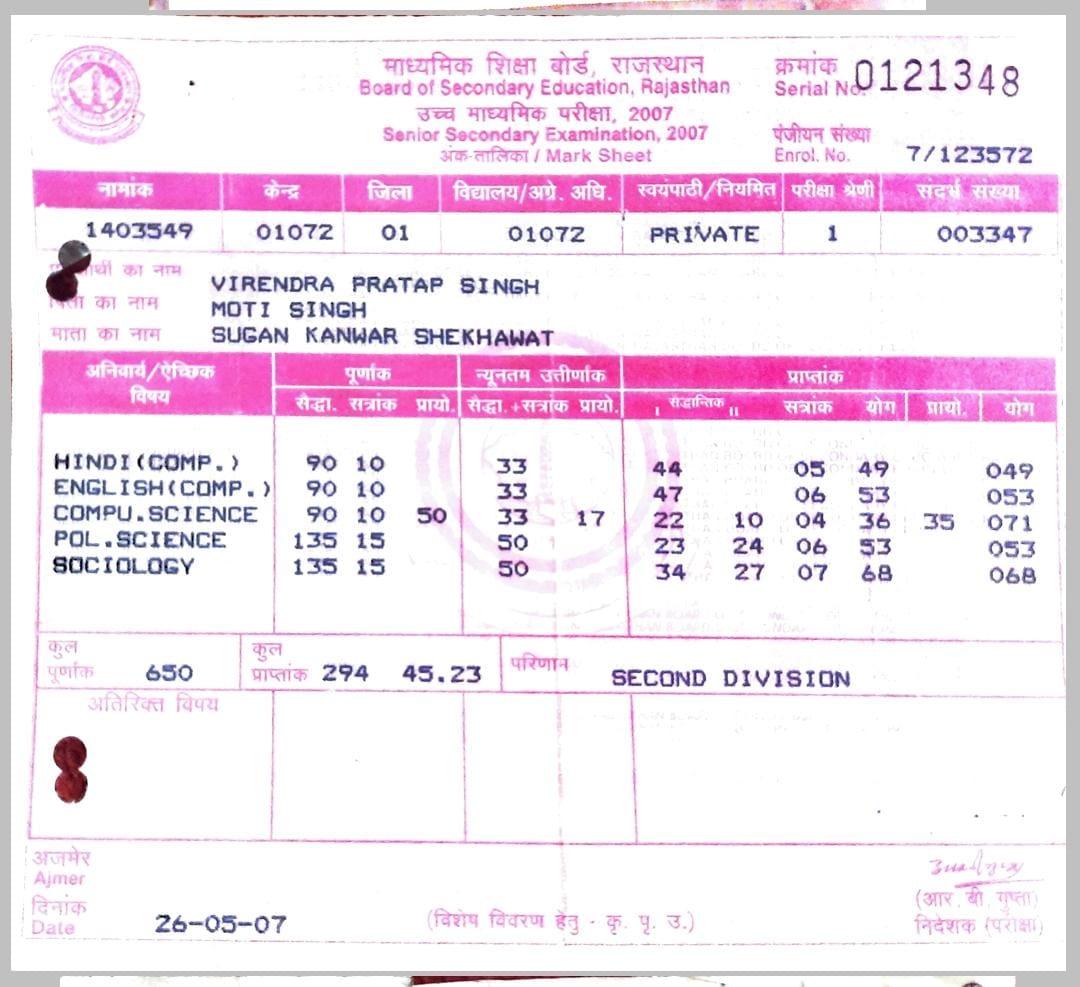 माध्यमिक शिक्षा बोर्ड, राजस्थान
Board of Secondary Education, Rajasthan
उच्च माध्यमिक परीक्षा, 2007
Senior Secondary Examination, 2007
अंक-तालिका / Mark Sheet
क्रमांक
Serial No. 0121348
पंजीयन संख्या
Enrol. No. 7/123572
नामांक केन्द्र जिला विद्यालय/अग्रे. अधि. स्वयंपाठी/नियमित परीक्षा श्रेणी संदर्भ संख्या
1403549 01072 01 01072 PRIVATE 1 003347
का नाम VIRENDRA PRATAP SINGH
पिता का नाम MOTI SINGH
माता का नाम SUGAN KANWAR SHEKHAWAT
अनिवार्य/ऐच्छिक विषय पूर्णांक न्यूनतम उत्तीर्णांक प्राप्तांक
सैद्धा. सत्रांक प्रायो. सैद्धा.+सत्रांक प्रायो. I सैद्धान्तिक II सत्रांक योग प्रायो. योग
HINDI(COMP.) 90 10 33 44 05 49 049
ENGLISH(COMP.) 90 10 33 47 06 53 053
COMPU.SCIENCE 90 10 50 33 17 22 10 04 36 35 071
POL.SCIENCE 135 15 50 23 24 06 53 053
SOCIOLOGY 135 15 50 34 27 07 68 068
कुल पूर्णांक 650 कुल प्राप्तांक 294 45.23 परिणाम SECOND DIVISION
अतिरिक्त विषय
अजमेर
Ajmer
दिनांक
Date 26-05-07
(विशेष विवरण हेतु - कृ. पृ. उ.)
(आर. बी. गुप्ता)
निदेशक (परीक्षा)